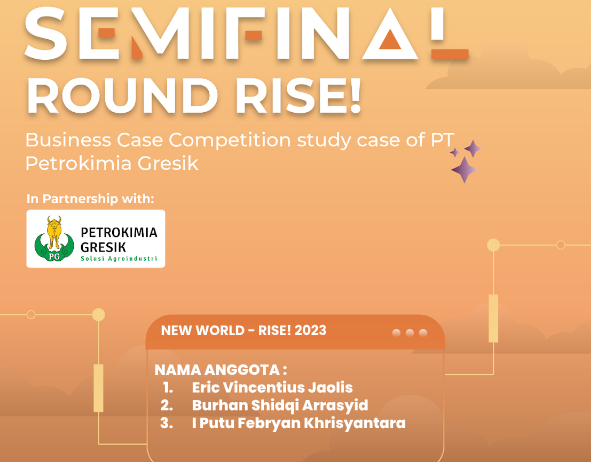 SEMIFINAL
ROUND RISE!
Business Case Competition study case of PT
Petrokimia Gresik
In Partnership with:
PG
PETROKIMIA
GRESIK
Solusi Agroindustri
NEW WORLD - RISE! 2023
NAMA ANGGOTA :
1. Eric Vincentius Jaolis
2. Burhan Shidqi Arrasyid
3. I Putu Febryan Khrisyantara